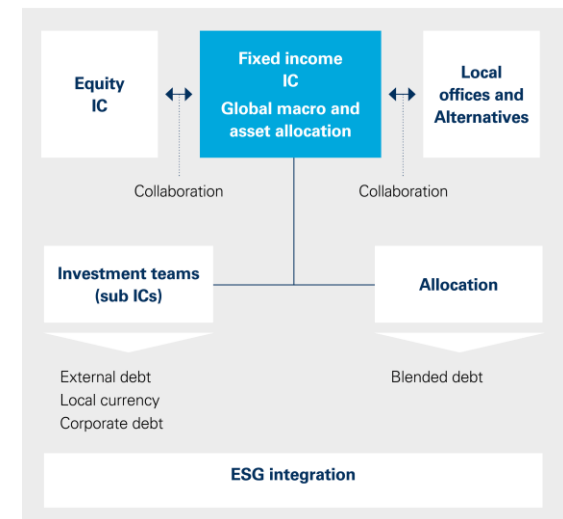 Equity
IC
Fixed income
IC
Global macro and
asset allocation
Local
offices and
Alternatives
Collaboration
Collaboration
Investment teams
(sub ICs)
Allocation
External debt
Local currency
Corporate debt
Blended debt
ESG integration